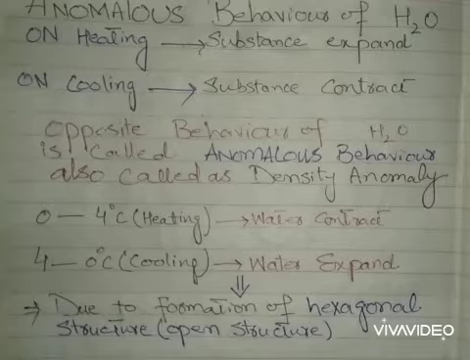 ANOMALOUS Behaviour of H₂O
ON Heating → Substance expand
ON Cooling → Substance Contract
Opposite Behaviour of H₂O
is Called ANOMALOUS Behaviour
also Called as Density Anomaly
0 — 4°C (Heating) → Water Contract
4 — 0°C (Cooling) → Water Expand
⇓
⇒ Due to formation of hexagonal
Structure (open Structure)
VIVAVIDEO